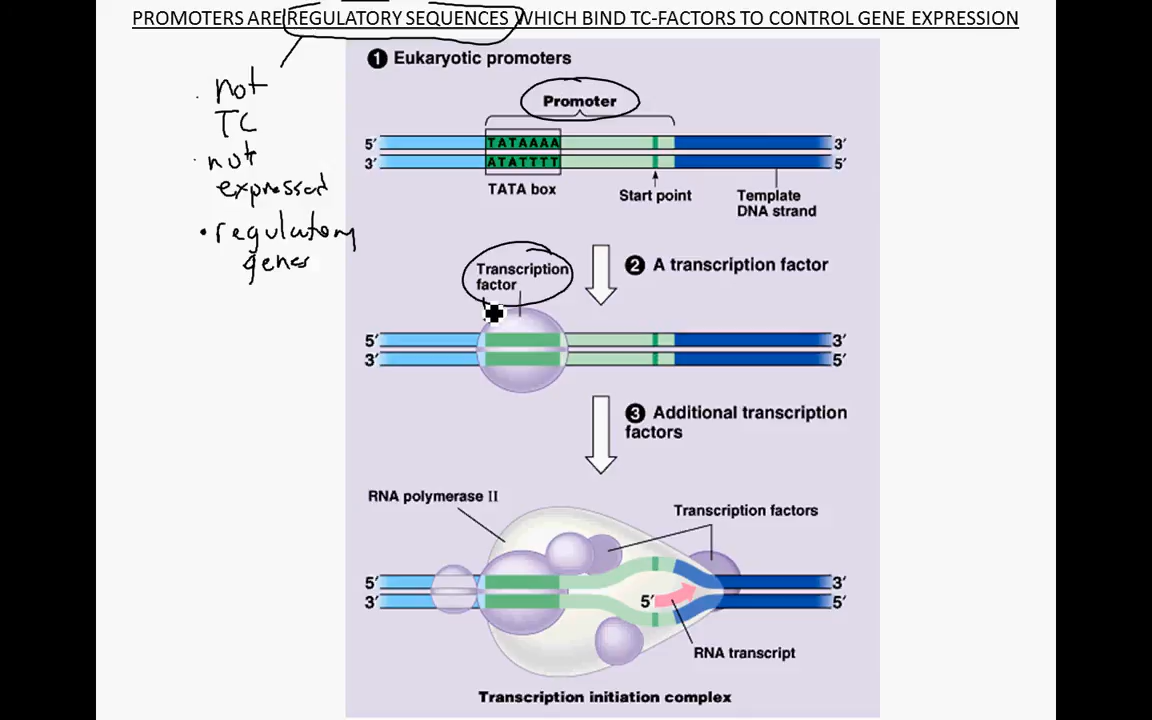 PROMOTERS ARE REGULATORY SEQUENCES WHICH BIND TC-FACTORS TO CONTROL GENE EXPRESSION
not
TC
not
expressed
• regulatory
genes
1 Eukaryotic promoters
Promoter
5′ TATAAAA 3′
3′ ATATTTT 5′
TATA box
Start point
Template
DNA strand
Transcription
factor
2 A transcription factor
5′ 3′
3′ 5′
3 Additional transcription
factors
RNA polymerase II
Transcription factors
5′ 3′
3′ 5′ 5′
RNA transcript
Transcription initiation complex